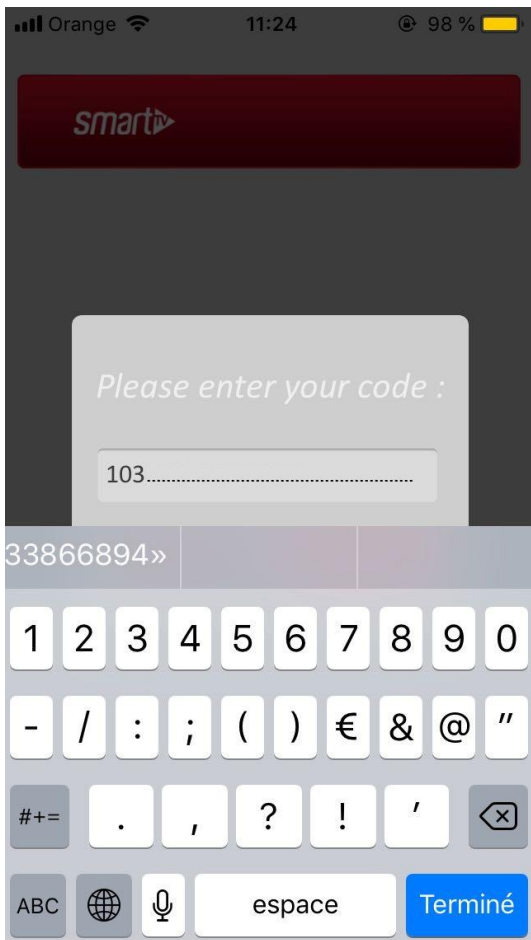 Orange 11:24 98 %
smart tv
Please enter your code :
103......................................................
33866894»
1 2 3 4 5 6 7 8 9 0
- / : ; ( ) € & @ "
#+= . , ? ! '
ABC espace Terminé